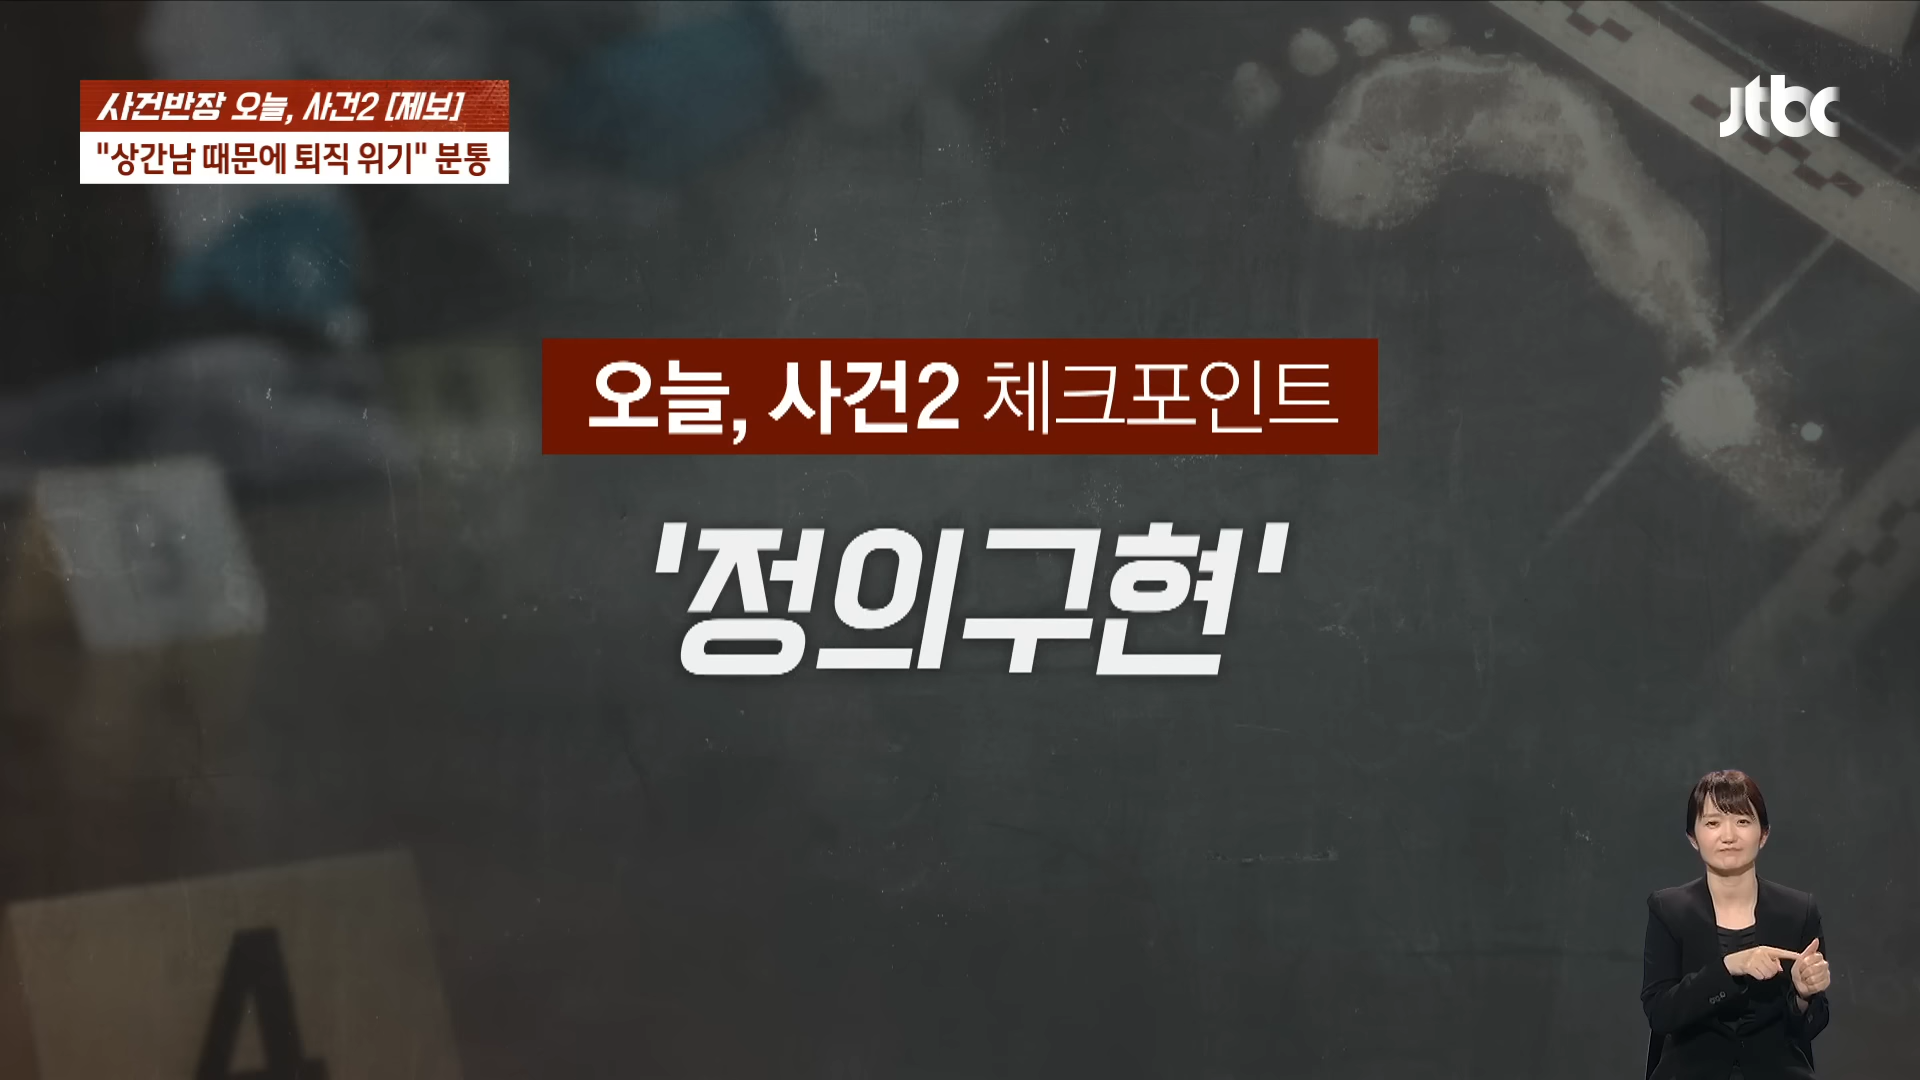 사건반장 오늘, 사건2 [제보]
"상간남 때문에 퇴직 위기" 분통
jtbc
오늘, 사건2 체크포인트
'정의구현'
A